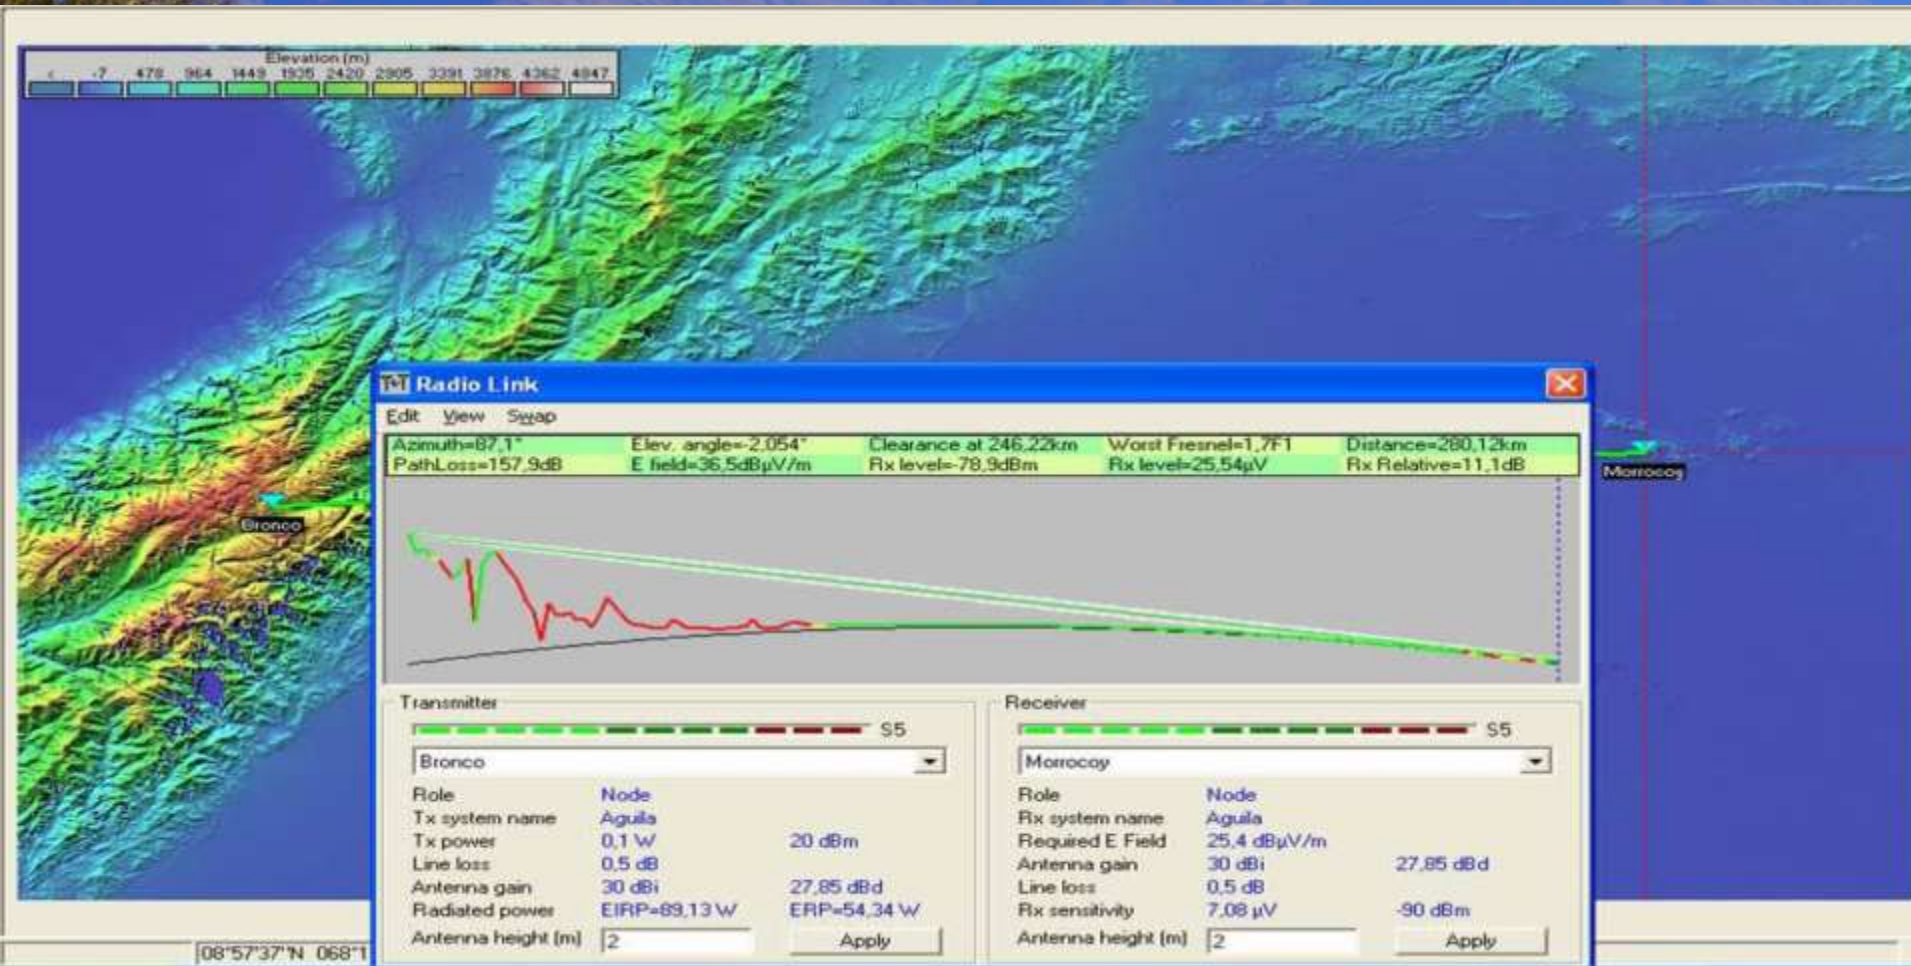 Elevation (m)
< -7 478 964 1449 1935 2420 2905 3391 3876 4362 4847
Radio Link
Edit View Swap
Azimuth=87,1° Elev. angle=-2,054° Clearance at 246,22km Worst Fresnel=1,7F1 Distance=280,12km
PathLoss=157,9dB E field=36,5dBµV/m Rx level=-78,9dBm Rx level=25,54µV Rx Relative=11,1dB
Morrocoy
Bronco
Transmitter Receiver
S5 S5
Bronco Morrocoy
Role Node Role Node
Tx system name Aguila Rx system name Aguila
Tx power 0,1 W 20 dBm Required E Field 25,4 dBµV/m
Line loss 0,5 dB Antenna gain 30 dBi 27,85 dBd
Antenna gain 30 dBi 27,85 dBd Line loss 0,5 dB
Radiated power EIRP=89,13 W ERP=54,34 W Rx sensitivity 7,08 µV -90 dBm
Antenna height (m) 2 Apply Antenna height (m) 2 Apply
08°57'37"N 068°1